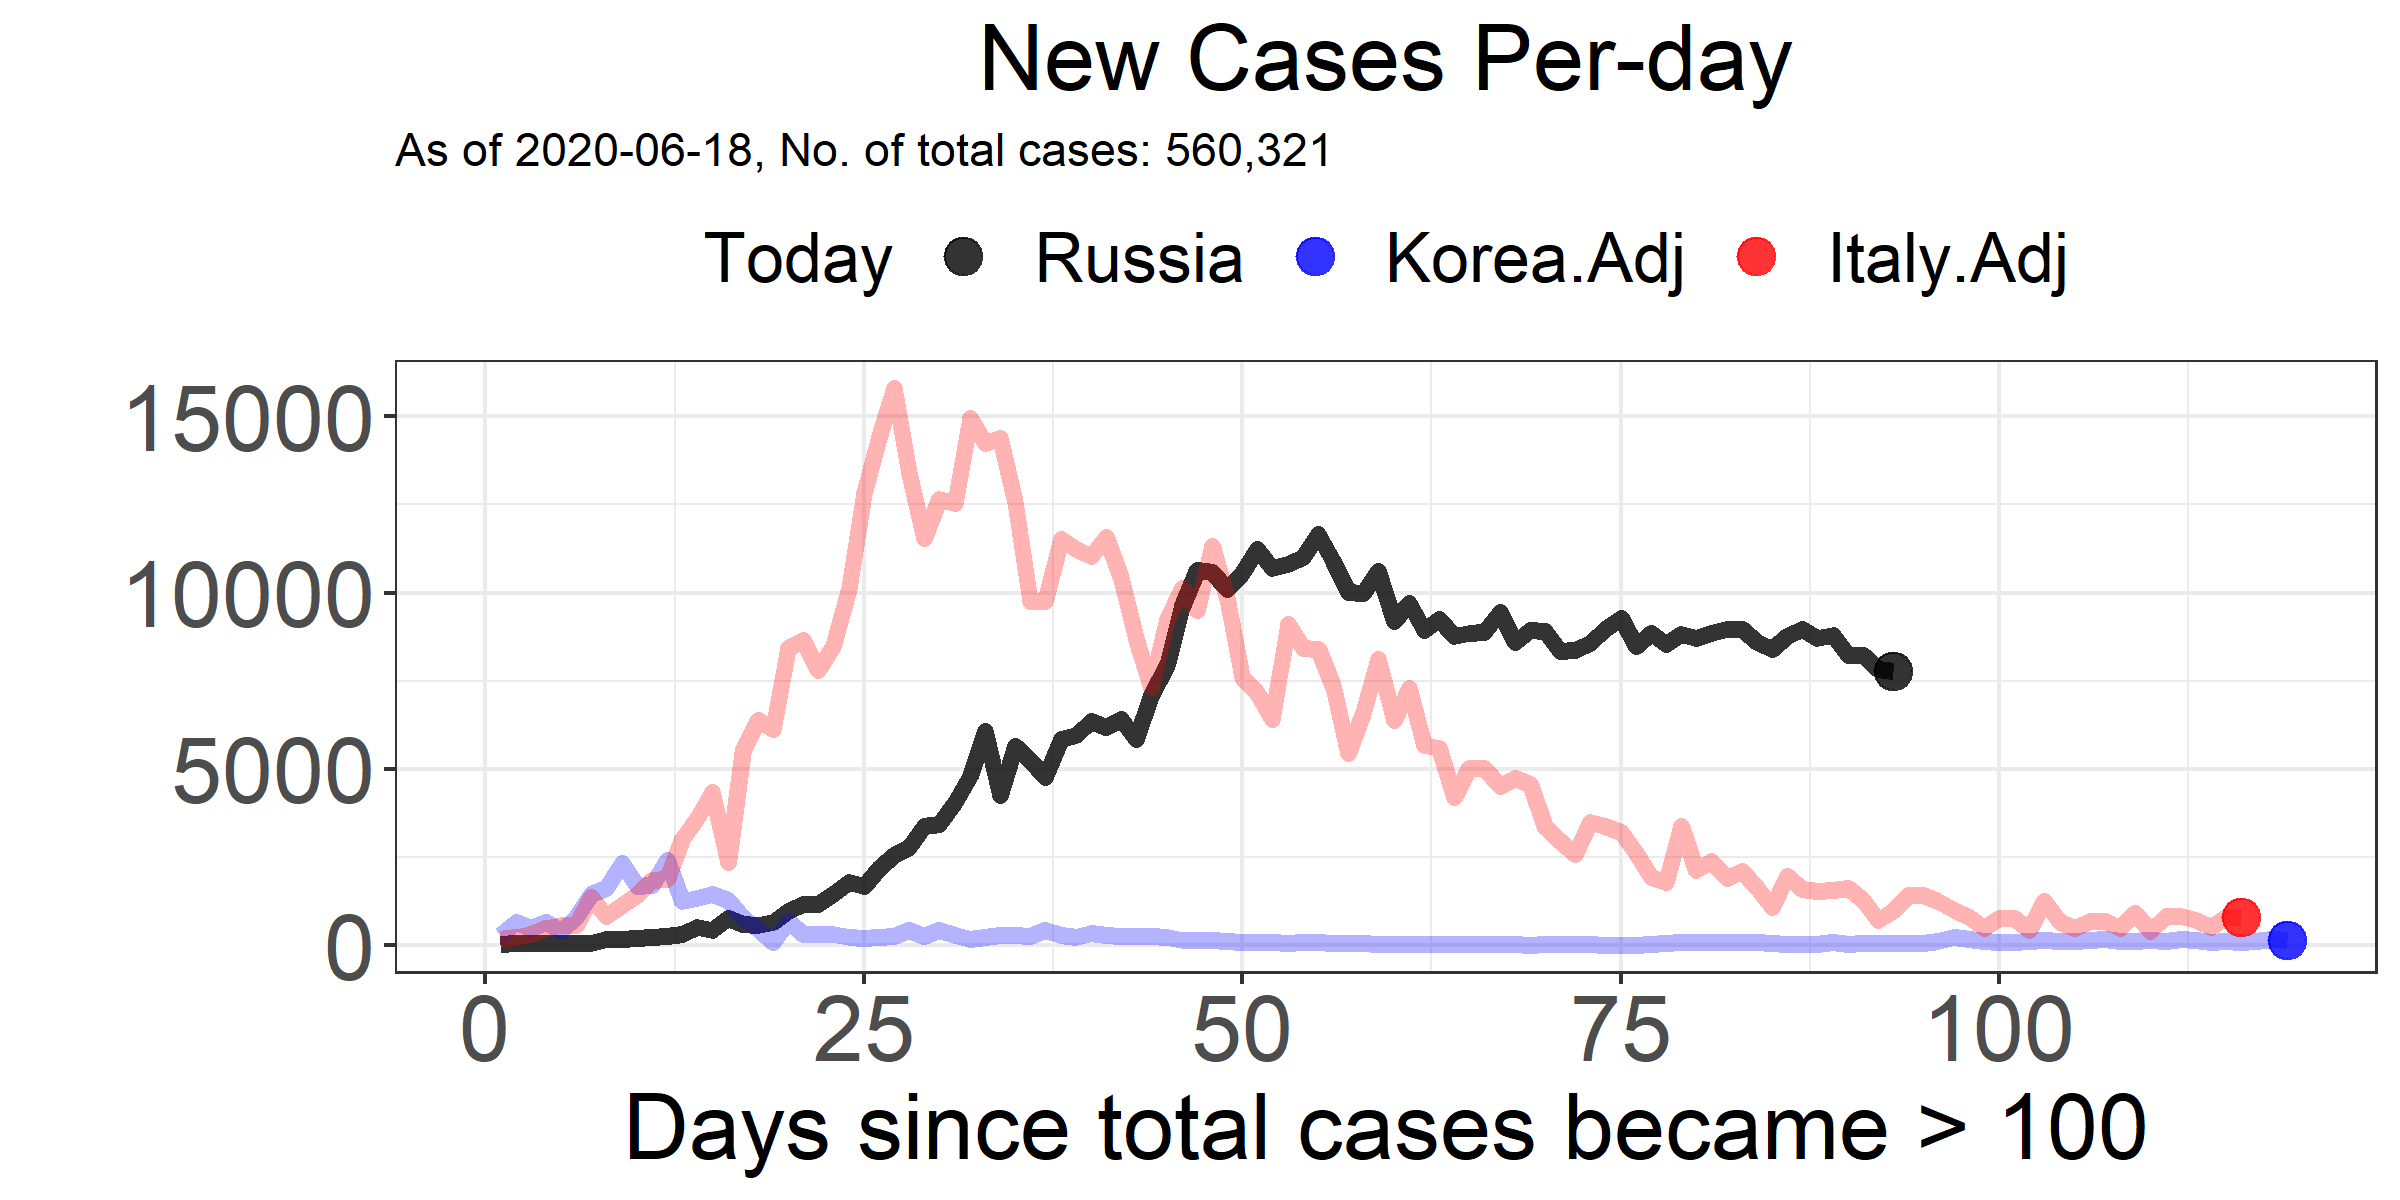 New Cases Per-day
As of 2020-06-18, No. of total cases: 560,321
Today Russia Korea.Adj Italy.Adj
15000
10000
5000
0
0 25 50 75 100
Days since total cases became > 100